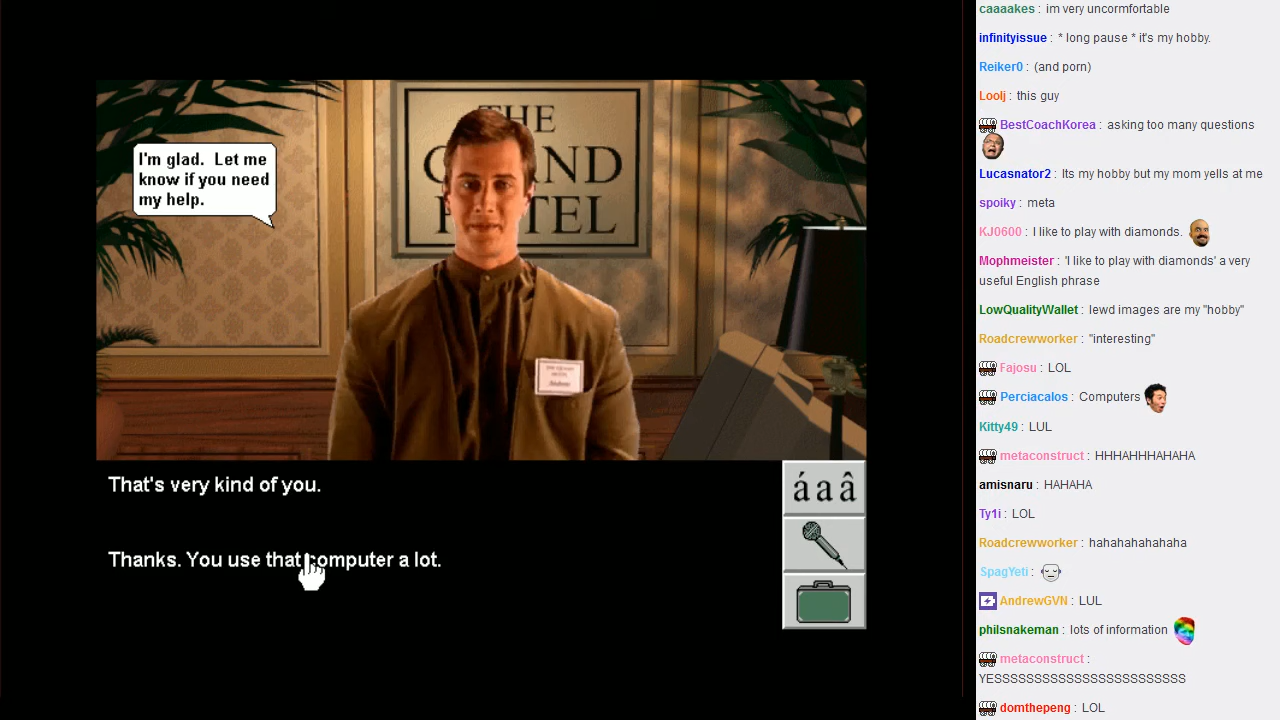 THE
GRAND
HOTEL
I'm glad. Let me
know if you need
my help.
That's very kind of you.
Thanks. You use that computer a lot.
á a â
caaaakes : im very uncormfortable
infinityissue : * long pause * it's my hobby.
Reiker0 : (and porn)
Loolj : this guy
BestCoachKorea : asking too many questions
Lucasnator2 : Its my hobby but my mom yells at me
spoiky : meta
KJ0600 : I like to play with diamonds.
Mophmeister : 'I like to play with diamonds' a very
useful English phrase
LowQualityWallet : lewd images are my "hobby"
Roadcrewworker : "interesting"
Fajosu : LOL
Perciacalos : Computers
Kitty49 : LUL
metaconstruct : HHHAHHHAHAHA
amisnaru : HAHAHA
Ty1i : LOL
Roadcrewworker : hahahahahaha
SpagYeti :
AndrewGVN : LUL
philsnakeman : lots of information
metaconstruct :
YESSSSSSSSSSSSSSSSSSSSSSSS
domthepeng : LOL